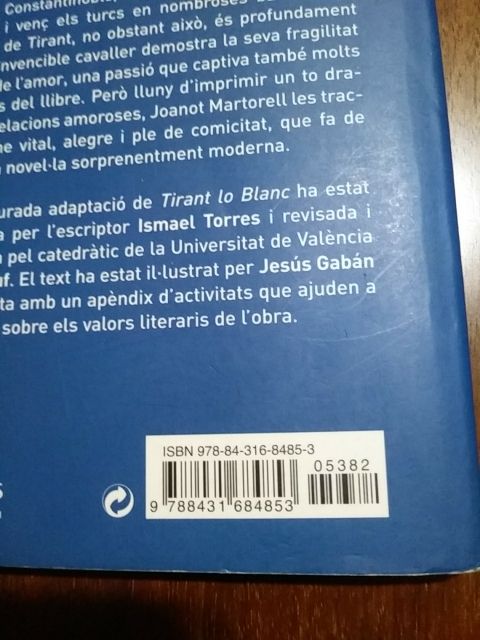 Constantinobl
i venç els turcs en nombroses
de Tirant, no obstant això, és profundament
nvencible cavaller demostra la seva fragilitat
de l'amor, una passió que captiva també molts
s del llibre. Però lluny d'imprimir un to dra-
elacions amoroses, Joanot Martorell les trac-
ne vital, alegre i ple de comicitat, que fa de
novel·la sorprenentment moderna.
urada adaptació de Tirant lo Blanc ha estat
a per l'escriptor Ismael Torres i revisada i
a pel catedràtic de la Universitat de València
uf. El text ha estat il·lustrat per Jesús Gabán
ta amb un apèndix d'activitats que ajuden a
sobre els valors literaris de l'obra.
ISBN 978-84-316-8485-3
05382
9 788431 684853
S